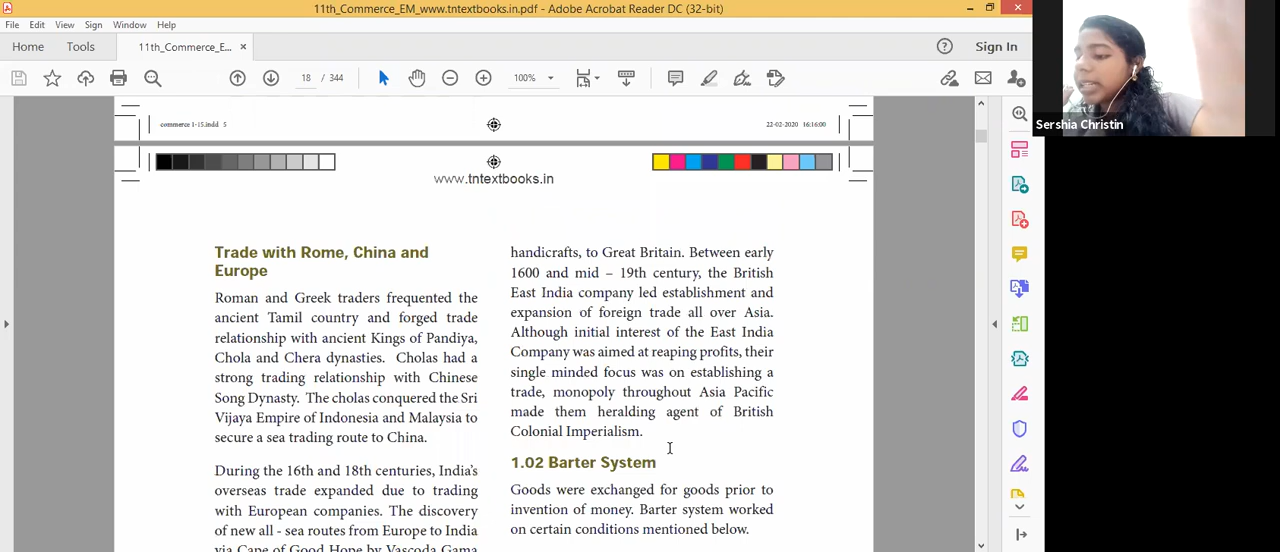 11th_Commerce_EM_www.tntextbooks.in.pdf - Adobe Acrobat Reader DC (32-bit)
File Edit View Sign Window Help
Home Tools 11th_Commerce_E... × Sign In
18 / 344 100%
commerce 1-15.indd 5 22-02-2020 16:16:00
www.tntextbooks.in
Trade with Rome, China and
Europe
Roman and Greek traders frequented the
ancient Tamil country and forged trade
relationship with ancient Kings of Pandiya,
Chola and Chera dynasties. Cholas had a
strong trading relationship with Chinese
Song Dynasty. The cholas conquered the Sri
Vijaya Empire of Indonesia and Malaysia to
secure a sea trading route to China.
During the 16th and 18th centuries, India's
overseas trade expanded due to trading
with European companies. The discovery
of new all - sea routes from Europe to India
via Cape of Good Hope by Vascoda Gama
handicrafts, to Great Britain. Between early
1600 and mid – 19th century, the British
East India company led establishment and
expansion of foreign trade all over Asia.
Although initial interest of the East India
Company was aimed at reaping profits, their
single minded focus was on establishing a
trade, monopoly throughout Asia Pacific
made them heralding agent of British
Colonial Imperialism.
1.02 Barter System
Goods were exchanged for goods prior to
invention of money. Barter system worked
on certain conditions mentioned below.
Sershia Christin